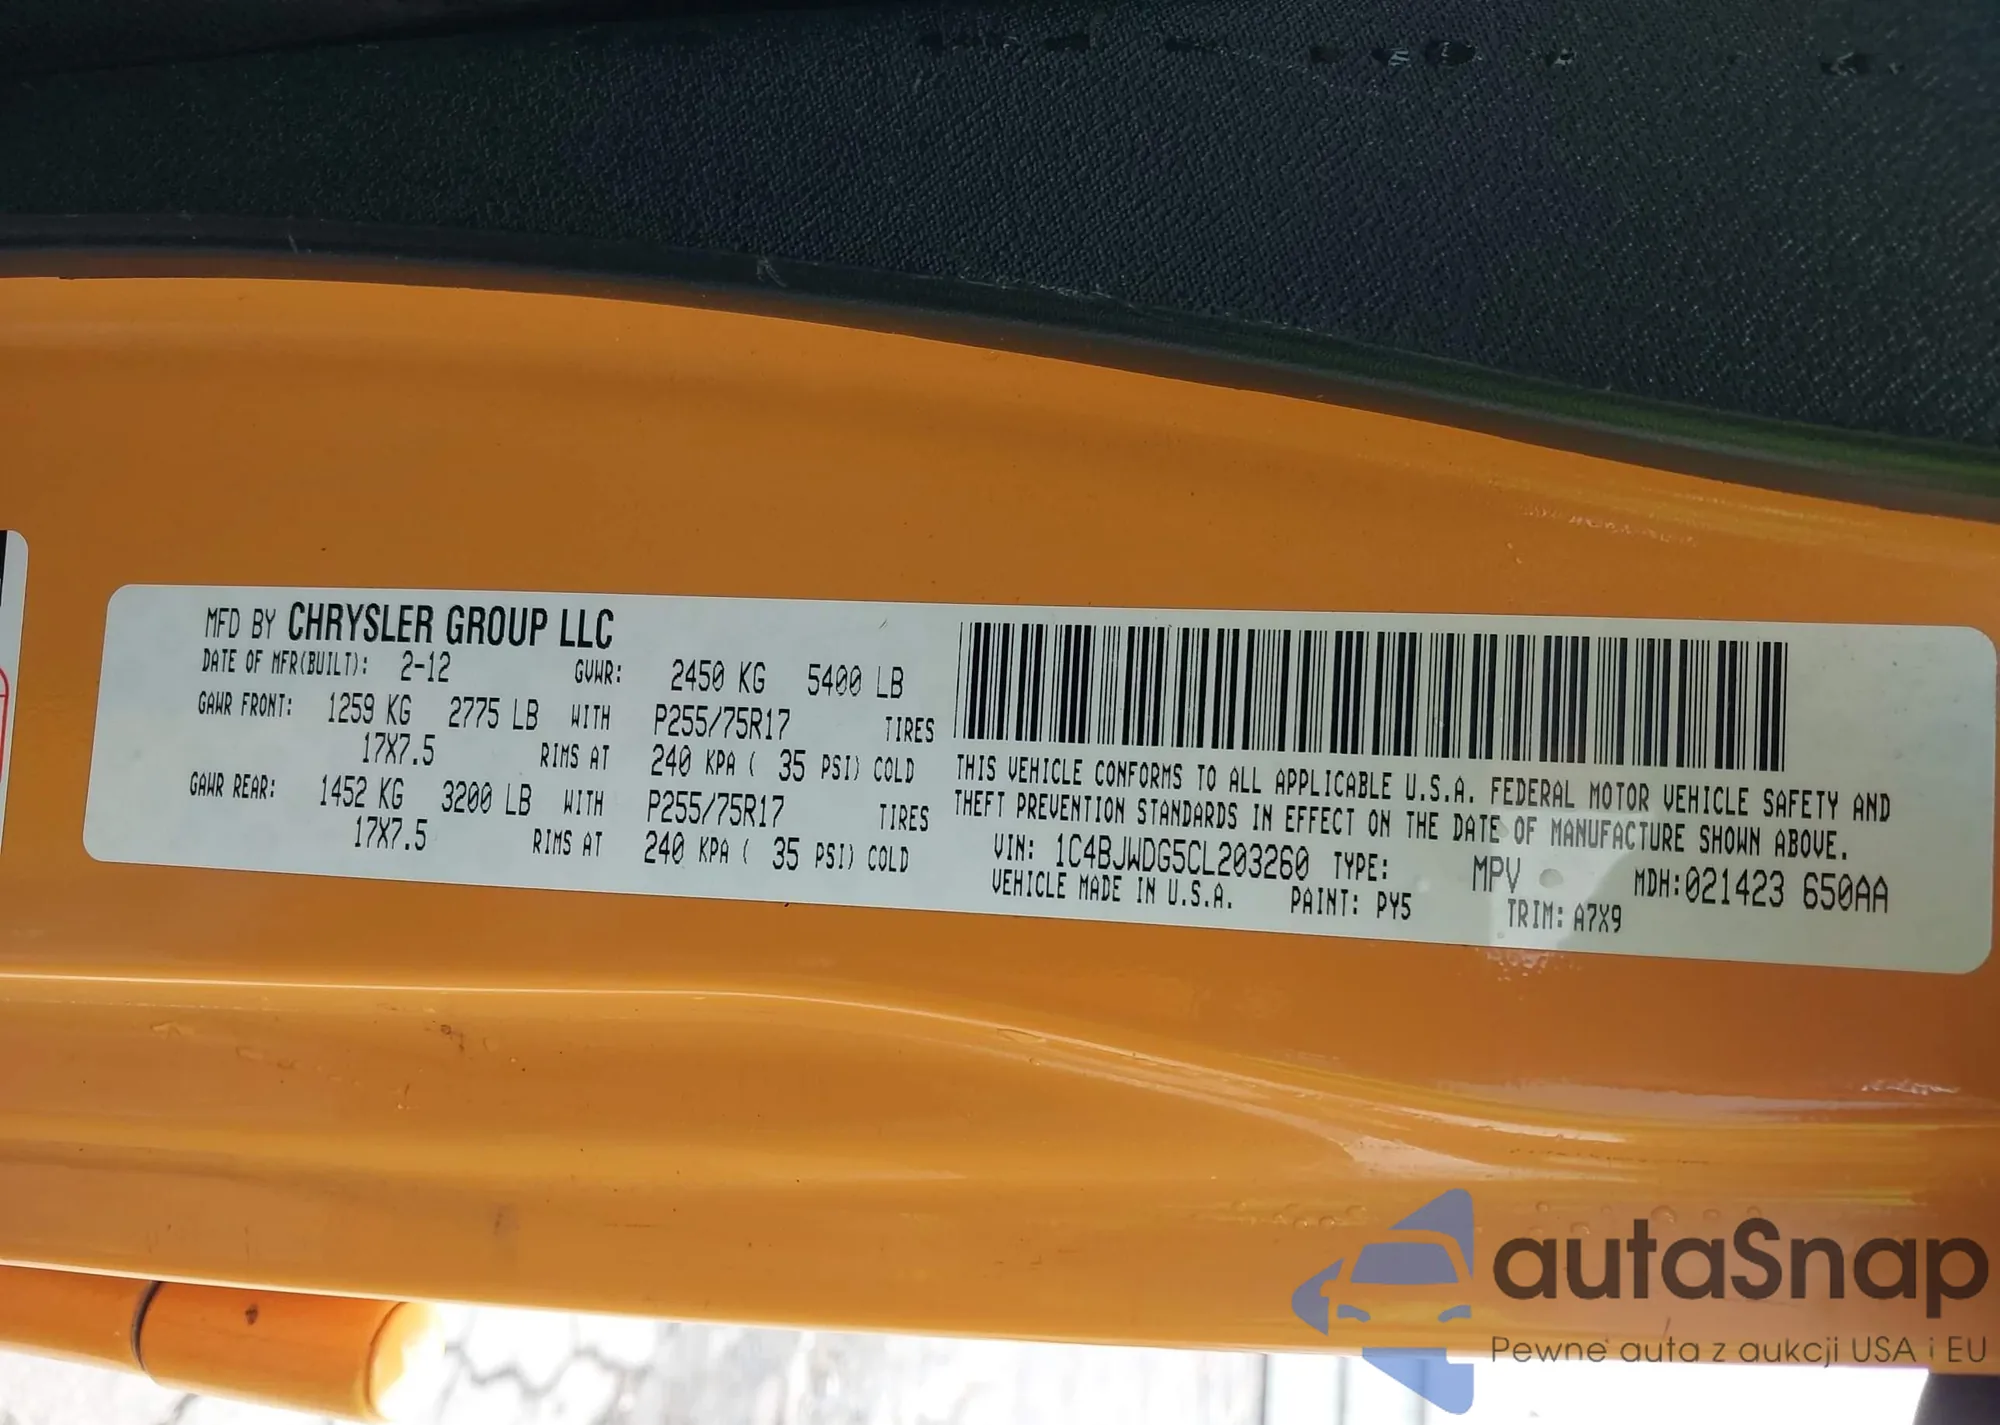 MFD BY CHRYSLER GROUP LLC
DATE OF MFR(BUILT): 2-12 GVWR: 2450 KG 5400 LB
GAWR FRONT: 1259 KG 2775 LB WITH P255/75R17 TIRES
17X7.5 RIMS AT 240 KPA ( 35 PSI) COLD
GAWR REAR: 1452 KG 3200 LB WITH P255/75R17 TIRES
17X7.5 RIMS AT 240 KPA ( 35 PSI) COLD
THIS VEHICLE CONFORMS TO ALL APPLICABLE U.S.A. FEDERAL MOTOR VEHICLE SAFETY AND
THEFT PREVENTION STANDARDS IN EFFECT ON THE DATE OF MANUFACTURE SHOWN ABOVE.
VIN: 1C4BJWDG5CL203260 TYPE: MPV MDH:021423 650AA
VEHICLE MADE IN U.S.A. PAINT: PY5 TRIM: A7X9
autaSnap
Pewne auta z aukcji USA i EU